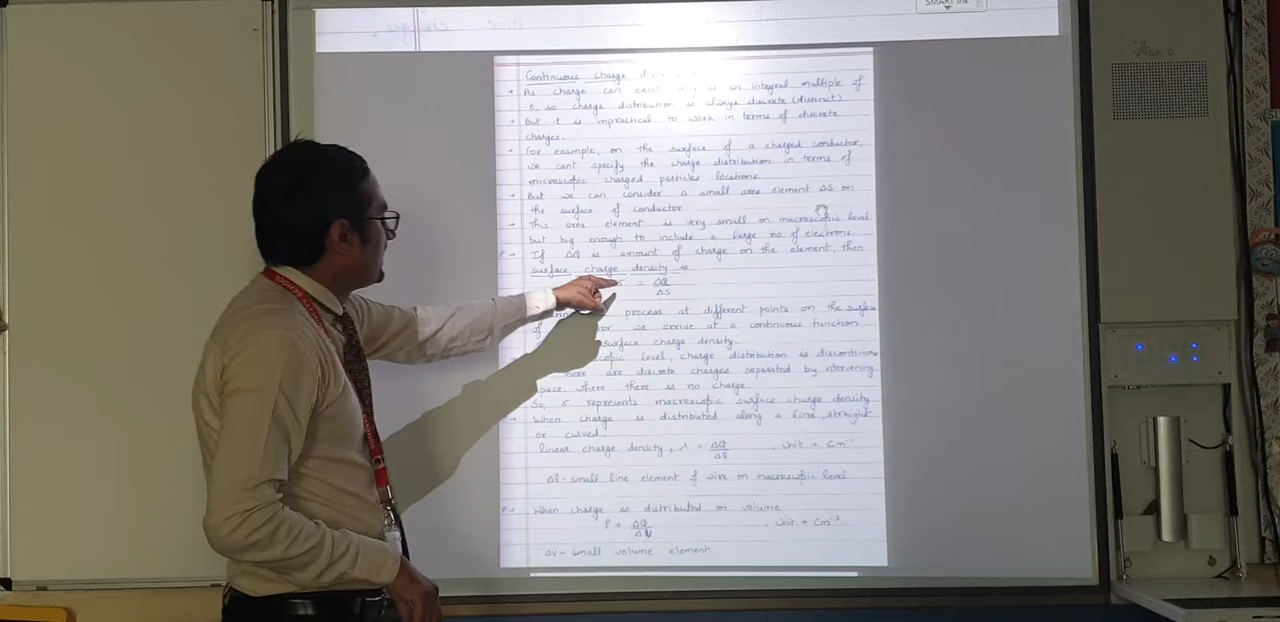 SMART Ink
Continuous charge
→ As charge can exist an integral multiple of
e, so charge distribution is always discrete (distinct)
→ But it is impractical to work in terms of discrete
charges.
→ For example, on the surface of a charged conductor,
we cant specify the charge distribution in terms of
microscopic charged particles locations.
→ But we can consider a small area element ΔS on
the surface of conductor.
→ This area element is very small on macroscopic level
but big enough to include a large no. of electrons
→ If ΔQ is amount of charge on the element, then
surface charge density is
σ = ΔQ/ΔS
process at different points on the surface
of we arrive at a continuous function
surface charge density.
level, charge distribution is
there are discrete charges separated by intervening
space, where there is no charge.
So, σ represents macroscopic surface charge density
→ When charge is distributed along a line, straight
or curved.
linear charge density, λ = ΔQ/Δl , Unit → Cm⁻¹
Δl – small line element of wire on macroscopic level
→ When charge is distributed on volume
ρ = ΔQ/ΔV , Unit → Cm⁻³
ΔV – small volume element